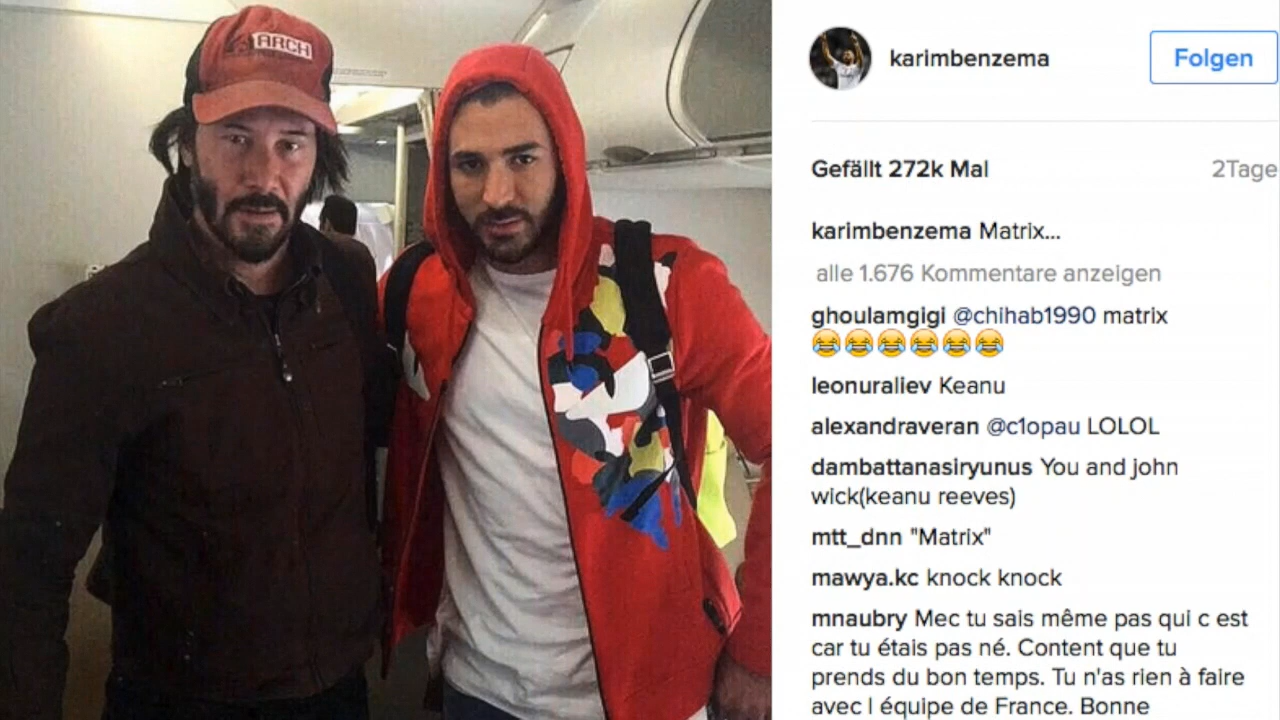 ARCH
karimbenzema
Folgen
Gefällt 272k Mal
2Tage
karimbenzema Matrix...
alle 1.676 Kommentare anzeigen
ghoulamgigi @chihab1990 matrix
😂😂😂😂😂😂
leonuraliev Keanu
alexandraveran @c1opau LOLOL
dambattanasiryunus You and john
wick(keanu reeves)
mtt_dnn "Matrix"
mawya.kc knock knock
mnaubry Mec tu sais même pas qui c est
car tu étais pas né. Content que tu
prends du bon temps. Tu n'as rien à faire
avec l équipe de France. Bonne